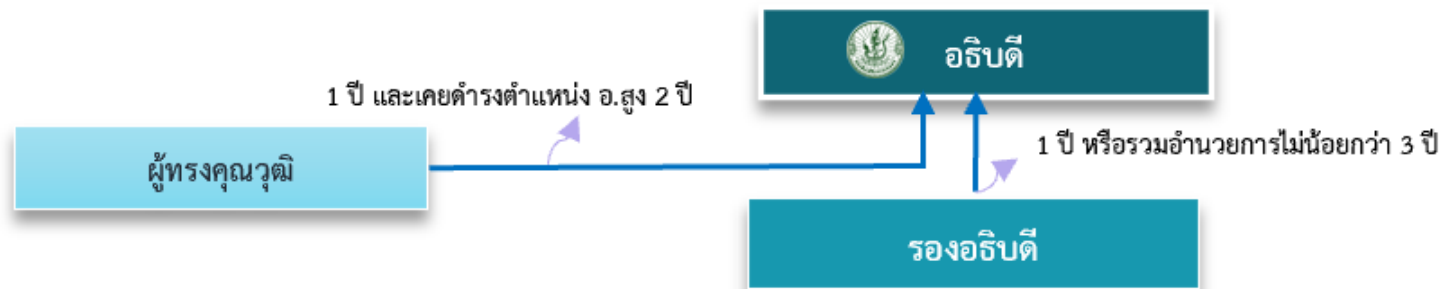 อธิบดี
1 ปี และเคยดำรงตำแหน่ง อ.สูง 2 ปี
1 ปี หรือรวมอำนวยการไม่น้อยกว่า 3 ปี
ผู้ทรงคุณวุฒิ
รองอธิบดี